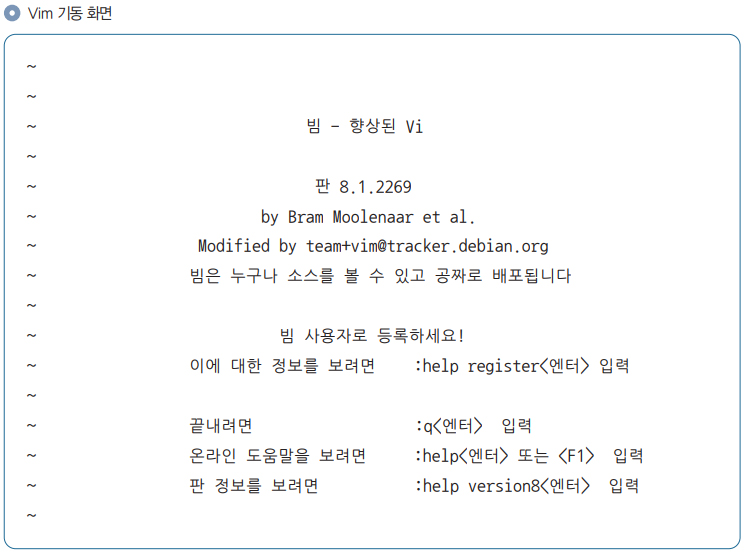 Vim 기동 화면
~
~
~ 빔 - 향상된 Vi
~
~ 판 8.1.2269
~ by Bram Moolenaar et al.
~ Modified by team+vim@tracker.debian.org
~ 빔은 누구나 소스를 볼 수 있고 공짜로 배포됩니다
~
~ 빔 사용자로 등록하세요!
~ 이에 대한 정보를 보려면 :help register<엔터> 입력
~
~ 끝내려면 :q<엔터> 입력
~ 온라인 도움말을 보려면 :help<엔터> 또는 <F1> 입력
~ 판 정보를 보려면 :help version8<엔터> 입력
~